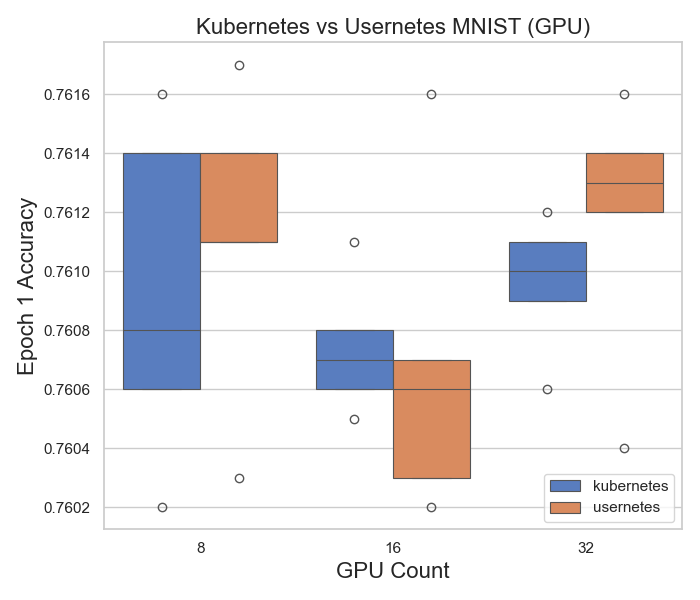 Kubernetes vs Usernetes MNIST (GPU)
Epoch 1 Accuracy
0.7616
0.7614
0.7612
0.7610
0.7608
0.7606
0.7604
0.7602
kubernetes
usernetes
8 16 32
GPU Count